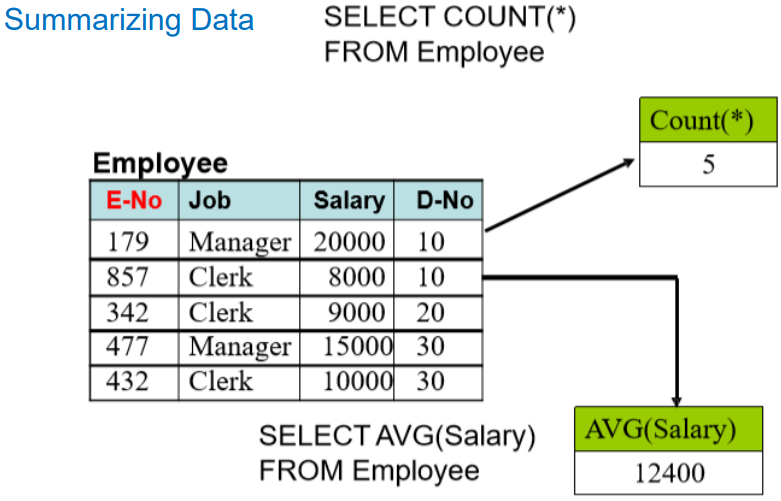 Summarizing Data
SELECT COUNT(*)
FROM Employee
Count(*)
5
Employee
E-No Job Salary D-No
179 Manager 20000 10
857 Clerk 8000 10
342 Clerk 9000 20
477 Manager 15000 30
432 Clerk 10000 30
SELECT AVG(Salary)
FROM Employee
AVG(Salary)
12400